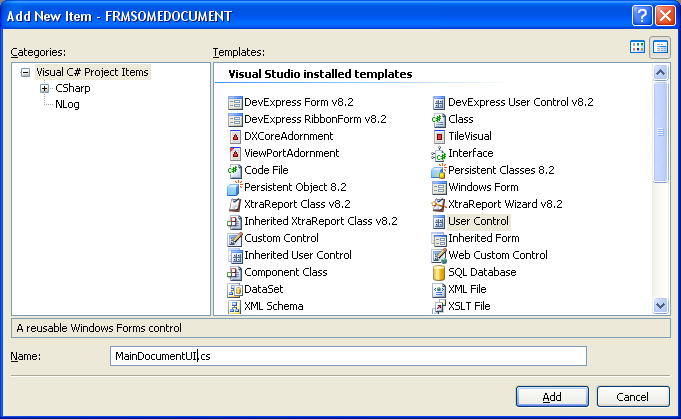 Add New Item - FRMSOMEDOCUMENT
Categories:
Templates:
Visual C# Project Items
CSharp
NLog
Visual Studio installed templates
DevExpress Form v8.2
DevExpress User Control v8.2
DevExpress RibbonForm v8.2
Class
DXCoreAdornment
TileVisual
ViewPortAdornment
Interface
Code File
Persistent Classes 8.2
Persistent Object 8.2
Windows Form
XtraReport Class v8.2
XtraReport Wizard v8.2
Inherited XtraReport Class v8.2
User Control
Custom Control
Inherited Form
Inherited User Control
Web Custom Control
Component Class
SQL Database
DataSet
XML File
XML Schema
XSLT File
A reusable Windows Forms control
Name:
MainDocumentUI.cs
Add
Cancel